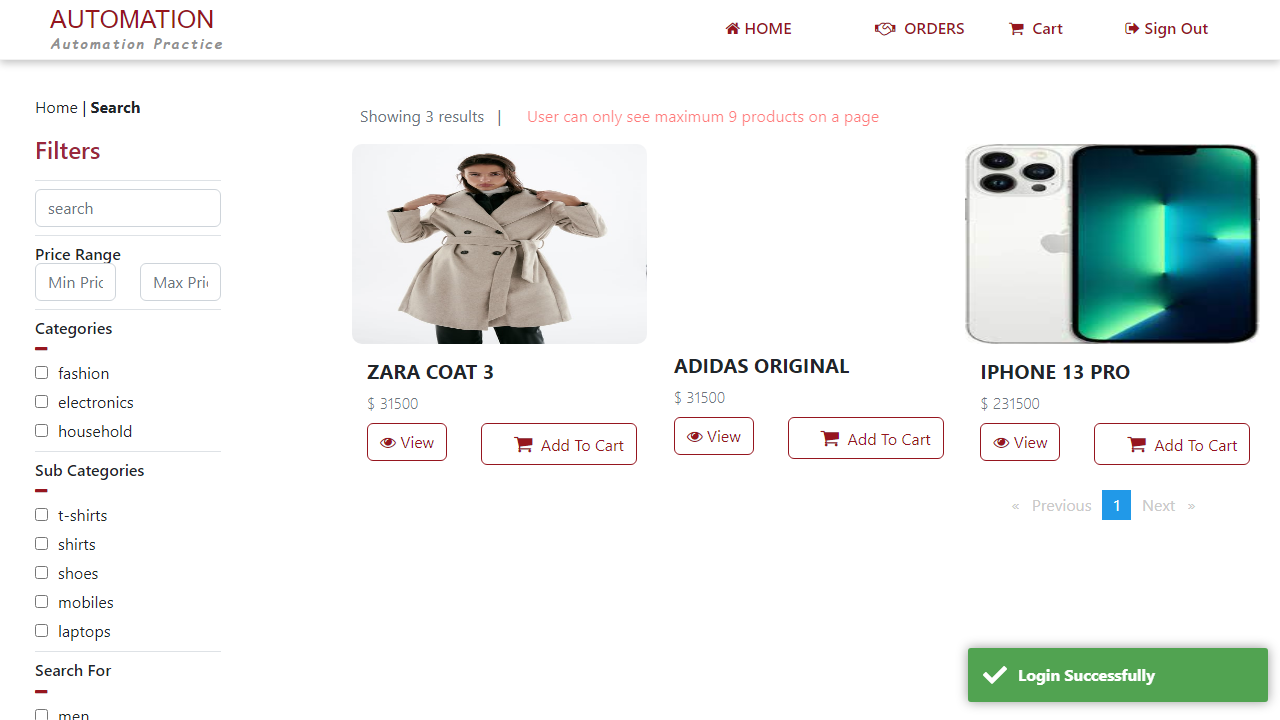 AUTOMATION
Automation Practice
HOME
ORDERS
Cart
Sign Out
Home | Search
Filters
search
Price Range
Min Pric
Max Pri
Categories
fashion
electronics
household
Sub Categories
t-shirts
shirts
shoes
mobiles
laptops
Search For
men
Showing 3 results |
User can only see maximum 9 products on a page
ZARA COAT 3
$ 31500
View
Add To Cart
ADIDAS ORIGINAL
$ 31500
View
Add To Cart
IPHONE 13 PRO
$ 231500
View
Add To Cart
« Previous 1 Next »
Login Successfully